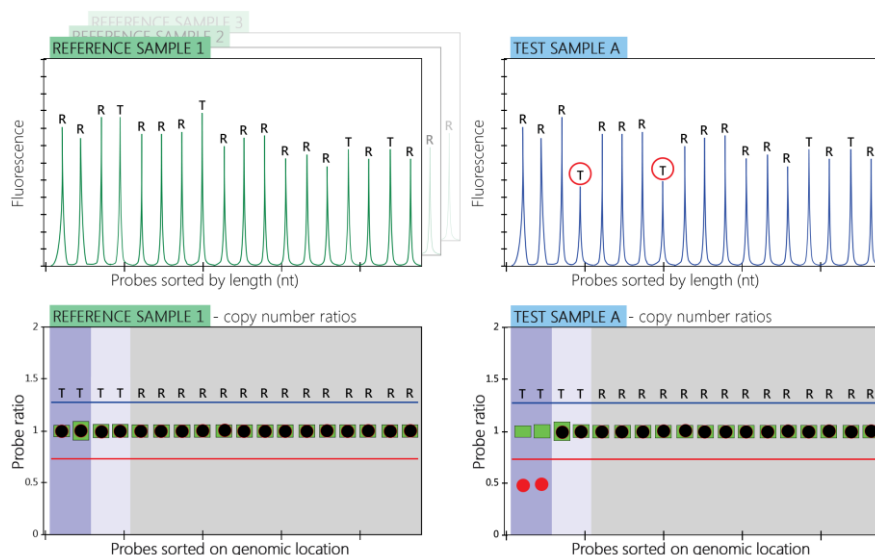 REFERENCE SAMPLE 3
REFERENCE SAMPLE 2
REFERENCE SAMPLE 1
Fluorescence
R R R T R R R T R R R R R R T R T R R R
Probes sorted by length (nt)
TEST SAMPLE A
Fluorescence
R R R T R R R T R R R R R R T R T R
Probes sorted by length (nt)
REFERENCE SAMPLE 1 - copy number ratios
Probe ratio
2
1.5
T T T T R R R R R R R R R R R R R R
1
0.5
0
Probes sorted on genomic location
TEST SAMPLE A - copy number ratios
Probe ratio
2
1.5
T T T T R R R R R R R R R R R R R R
1
0.5
0
Probes sorted on genomic location